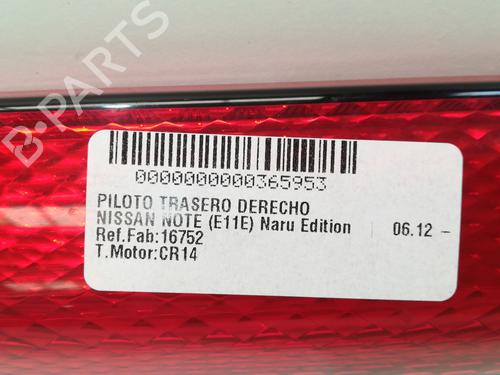 B-PARTS
0000000000365953
PILOTO TRASERO DERECHO
NISSAN NOTE (E11E) Naru Edition
06.12 -
Ref.Fab:16752
T.Motor:CR14